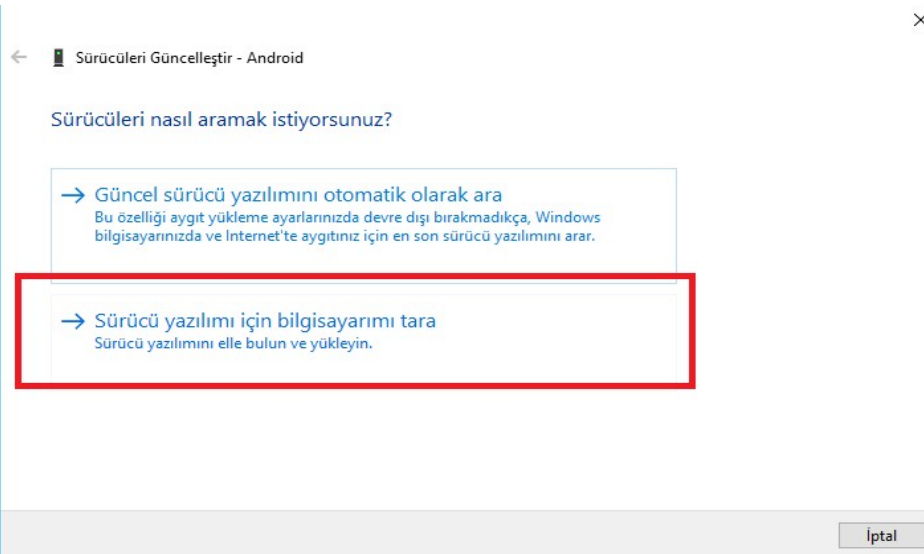 Sürücüleri Güncelleştir - Android
Sürücüleri nasıl aramak istiyorsunuz?
Güncel sürücü yazılımını otomatik olarak ara
Bu özelliği aygıt yükleme ayarlarınızda devre dışı bırakmadıkça, Windows
bilgisayarınızda ve Internet'te aygıtınız için en son sürücü yazılımını arar.
Sürücü yazılımı için bilgisayarımı tara
Sürücü yazılımını elle bulun ve yükleyin.
İptal